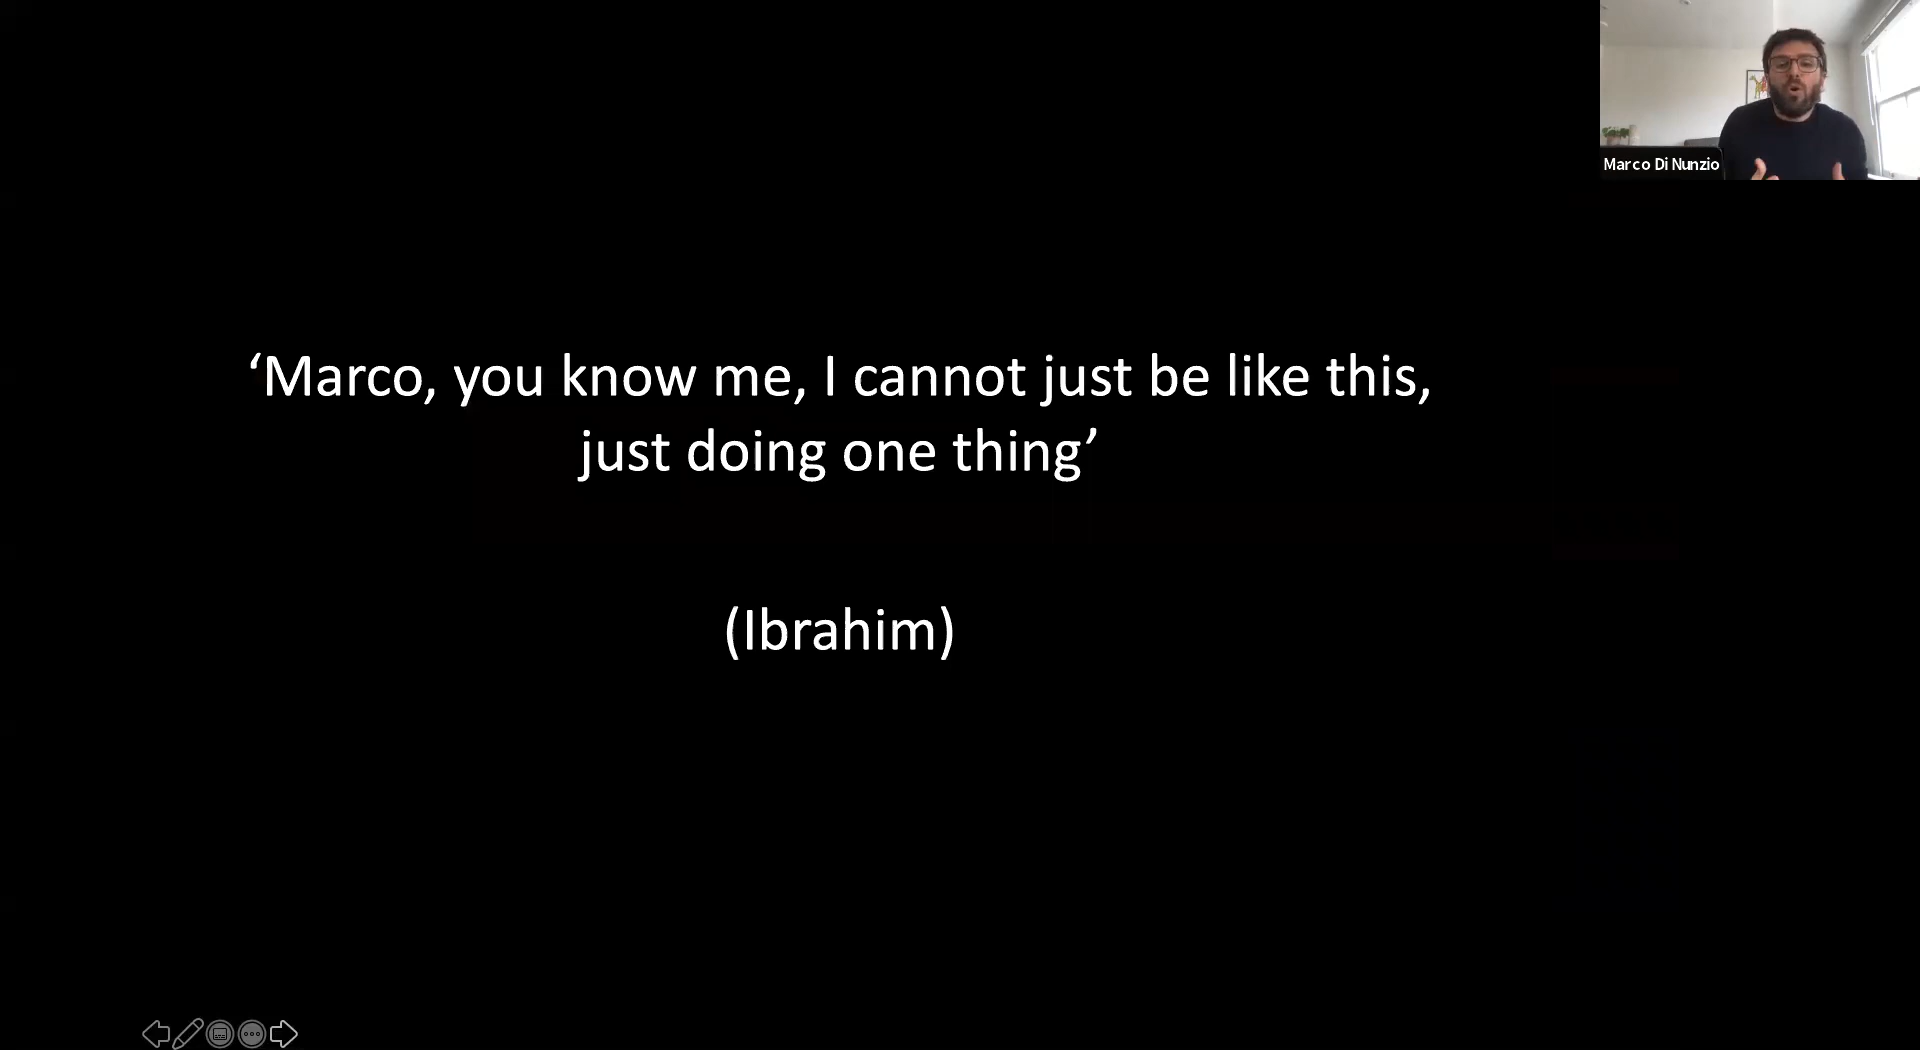 Marco Di Nunzio
‘Marco, you know me, I cannot just be like this,
just doing one thing’
(Ibrahim)